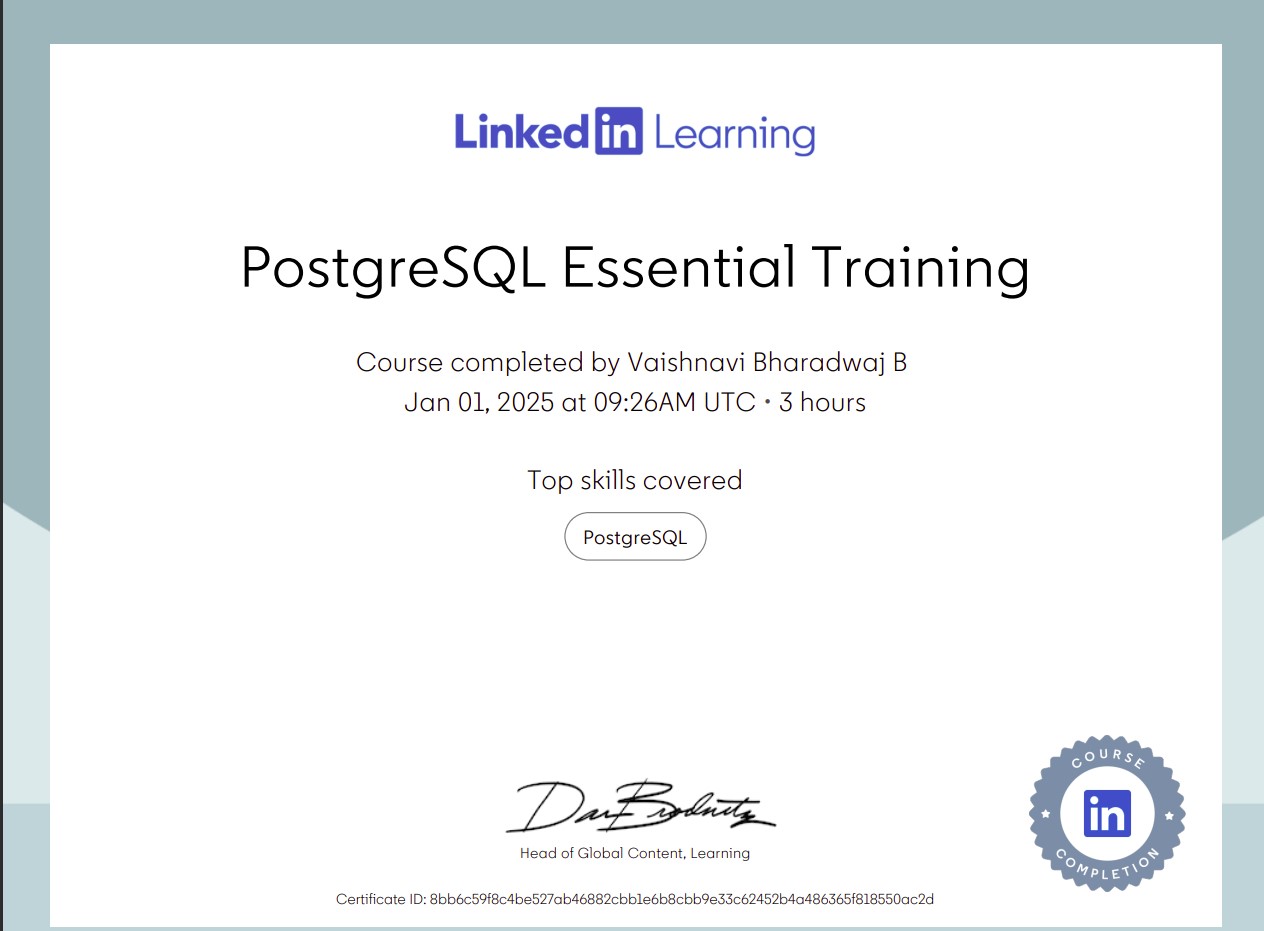 Linked in Learning
PostgreSQL Essential Training
Course completed by Vaishnavi Bharadwaj B
Jan 01, 2025 at 09:26AM UTC • 3 hours
Top skills covered
PostgreSQL
Dan Brodnitz
Head of Global Content, Learning
Certificate ID: 8bb6c59f8c4be527ab46882cbb1e6b8cbb9e33c62452b4a486365f818550ac2d
COURSE
in
COMPLETION